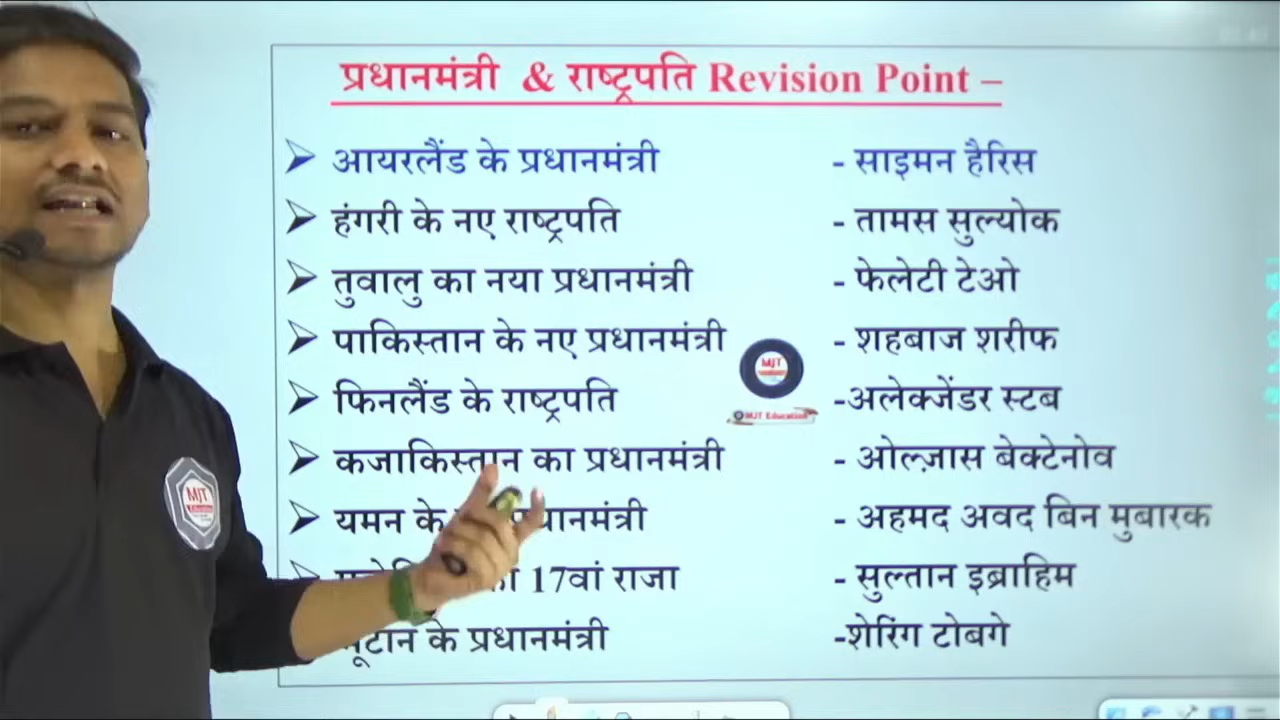 प्रधानमंत्री & राष्ट्रपति Revision Point –
➢ आयरलैंड के प्रधानमंत्री - साइमन हैरिस
➢ हंगरी के नए राष्ट्रपति - तामस सुल्योक
➢ तुवालु का नया प्रधानमंत्री - फेलेटी टेओ
➢ पाकिस्तान के नए प्रधानमंत्री - शहबाज शरीफ
➢ फिनलैंड के राष्ट्रपति -अलेक्जेंडर स्टब
➢ कजाकिस्तान का प्रधानमंत्री - ओल्ज़ास बेक्टेनोव
➢ यमन के प्रधानमंत्री - अहमद अवद बिन मुबारक
17वां राजा - सुल्तान इब्राहिम
भूटान के प्रधानमंत्री -शेरिंग टोबगे
MJT
MJT Education
MJT
Education